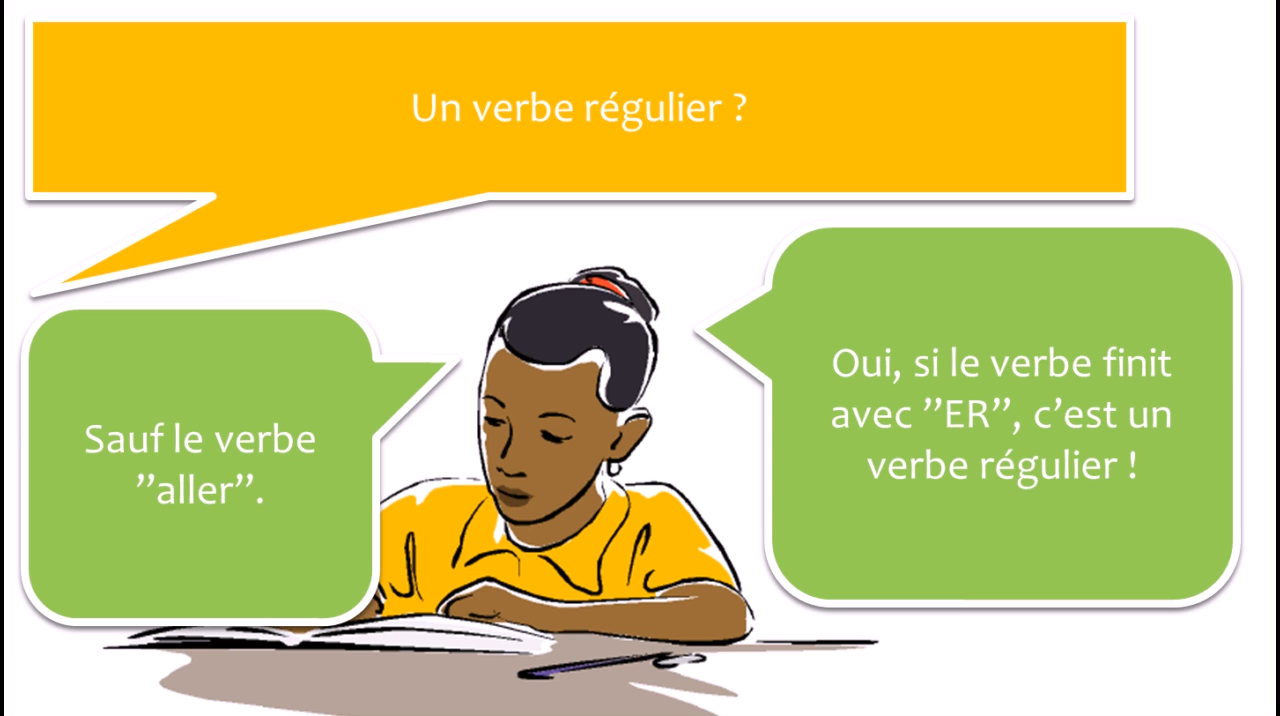 Un verbe régulier ?
Oui, si le verbe finit
avec ”ER”, c’est un
verbe régulier !
Sauf le verbe
”aller”.